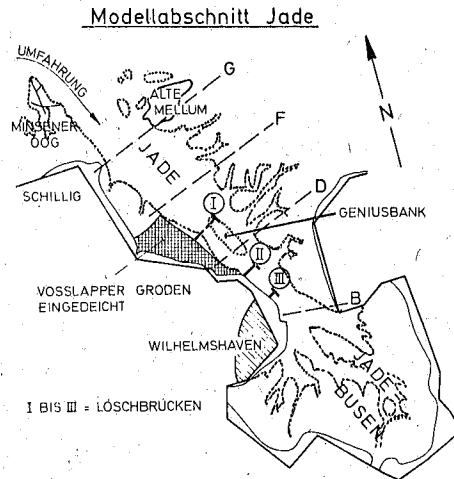 Modellabschnitt Jade
UMFAHRUNG
G
ALTE
MELLUM
F
MINSENER
OOG
JADE
N
SCHILLIG
D
I
GENIUSBANK
II
III
VOSSLAPPER GRODEN
EINGEDEICHT
B
WILHELMSHAVEN
JADE
BUSEN
I BIS III = LÖSCHBRÜCKEN